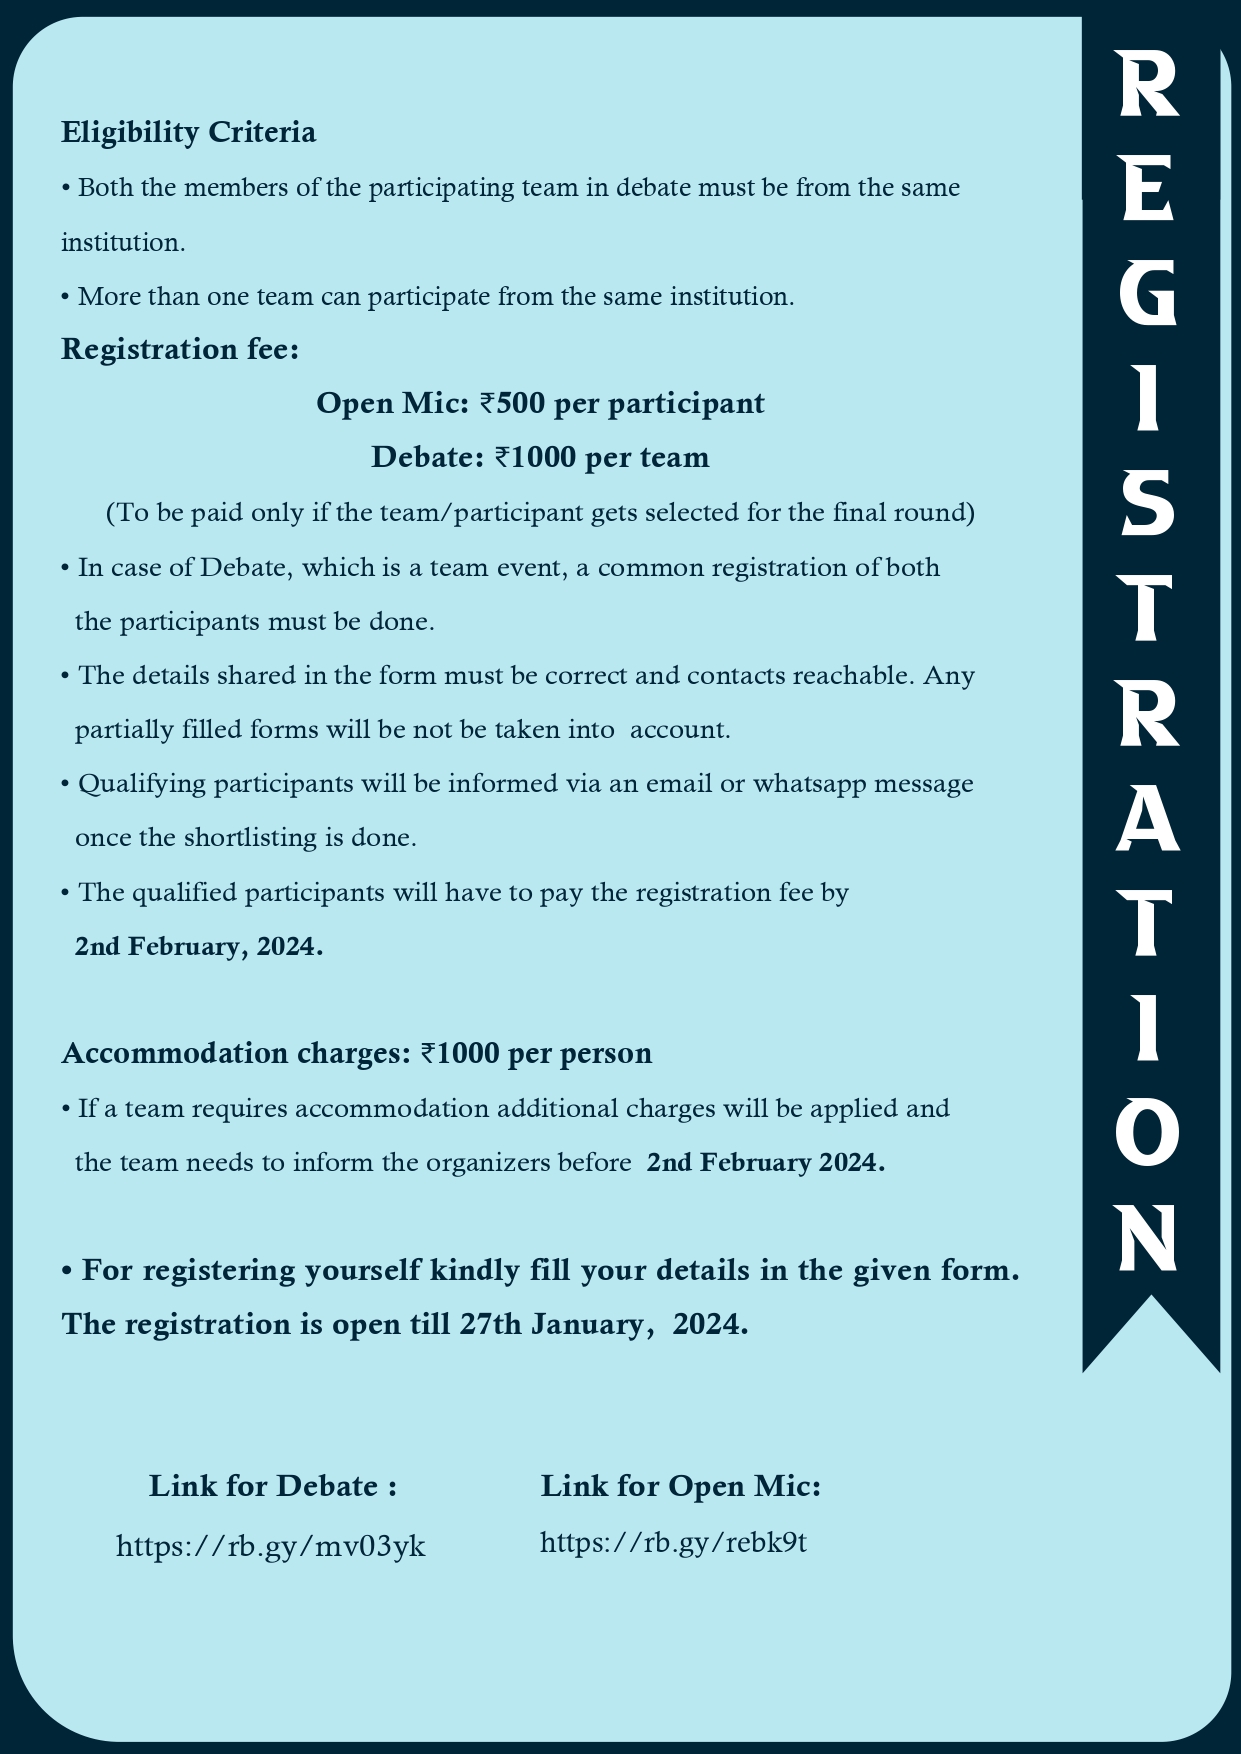 Eligibility Criteria
• Both the members of the participating team in debate must be from the same
institution.
• More than one team can participate from the same institution.
Registration fee:
Open Mic: ₹500 per participant
Debate: ₹1000 per team
(To be paid only if the team/participant gets selected for the final round)
• In case of Debate, which is a team event, a common registration of both
the participants must be done.
• The details shared in the form must be correct and contacts reachable. Any
partially filled forms will be not be taken into  account.
• Qualifying participants will be informed via an email or whatsapp message
once the shortlisting is done.
• The qualified participants will have to pay the registration fee by
2nd February, 2024.
Accommodation charges: ₹1000 per person
• If a team requires accommodation additional charges will be applied and
the team needs to inform the organizers before  2nd February 2024.
• For registering yourself kindly fill your details in the given form.
The registration is open till 27th January,  2024.
Link for Debate :
https://rb.gy/mv03yk
Link for Open Mic:
https://rb.gy/rebk9t
REGISTRATION